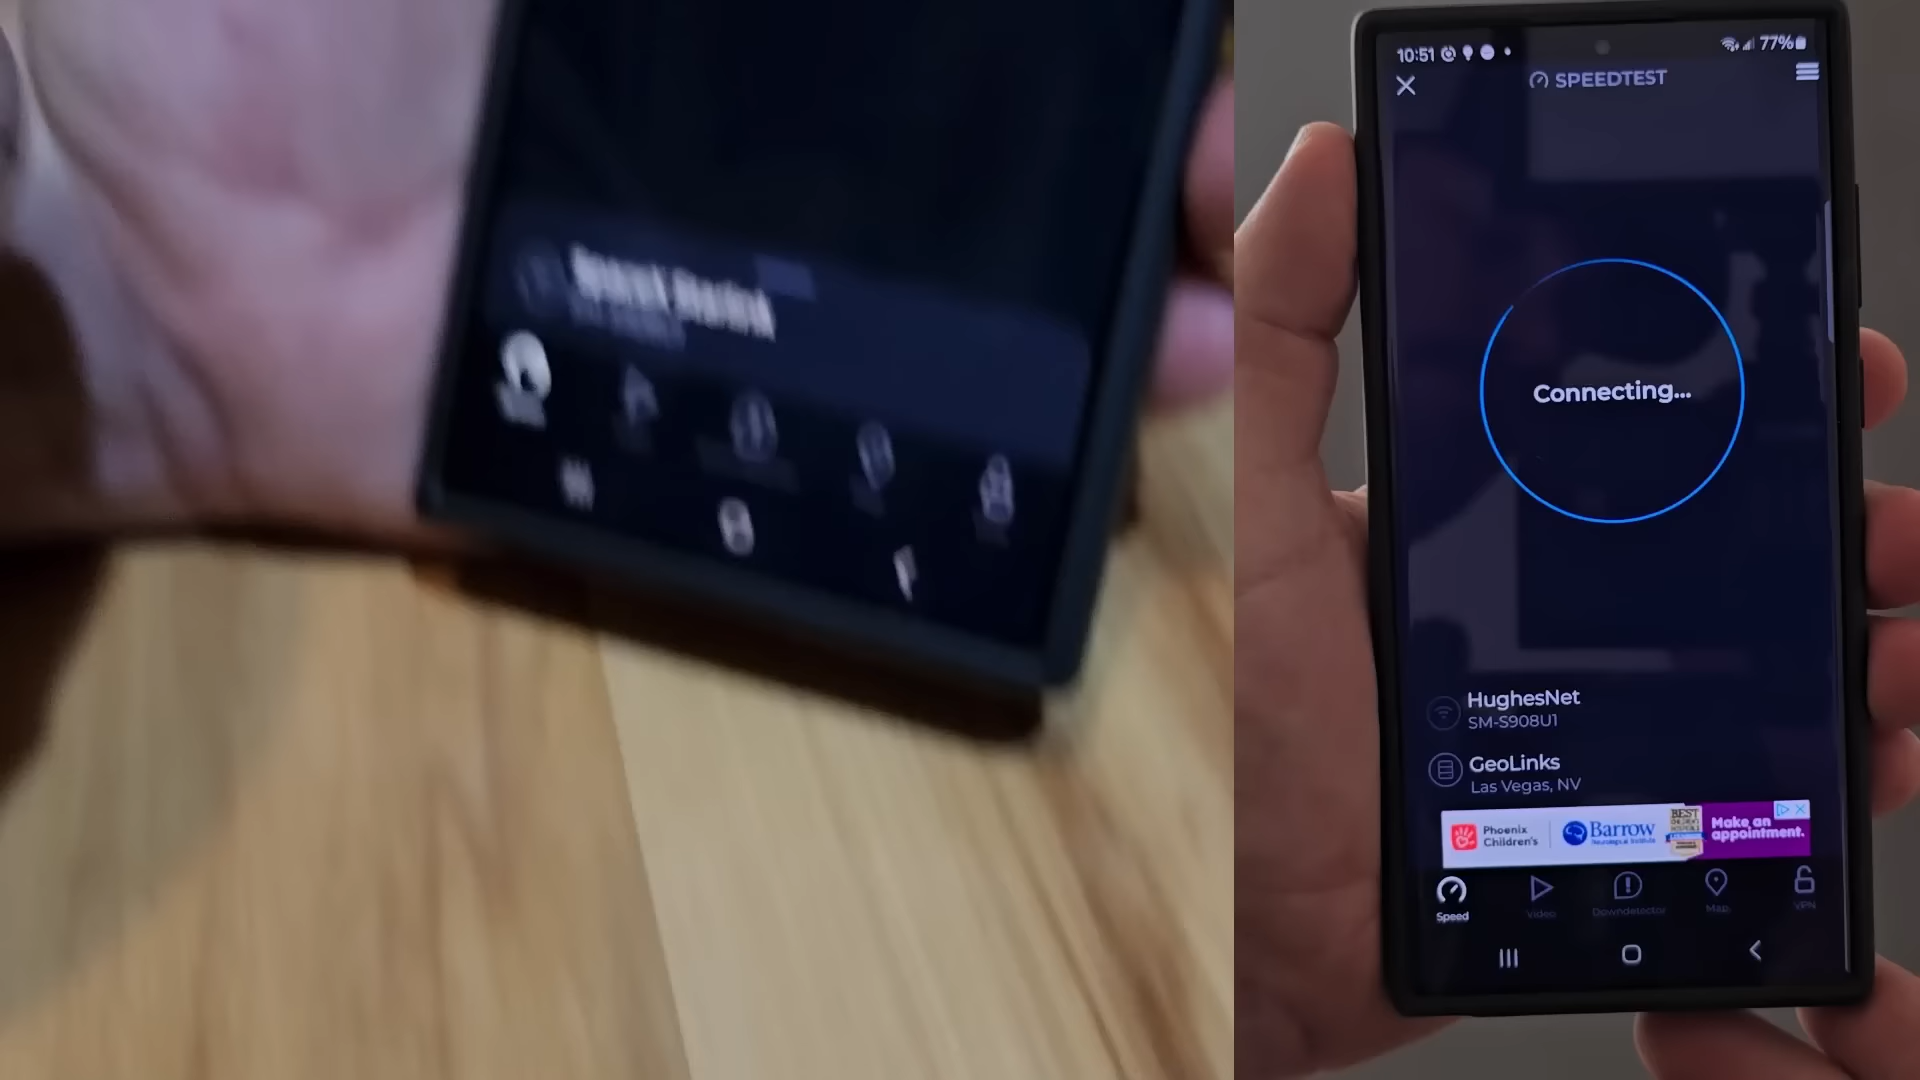 10:51
77%
SPEEDTEST
Connecting...
HughesNet
SM-S908U1
GeoLinks
Las Vegas, NV
Phoenix
Children's
Barrow
BEST
Make an
appointment.
Speed
Video
Downdetector
Map
VPN